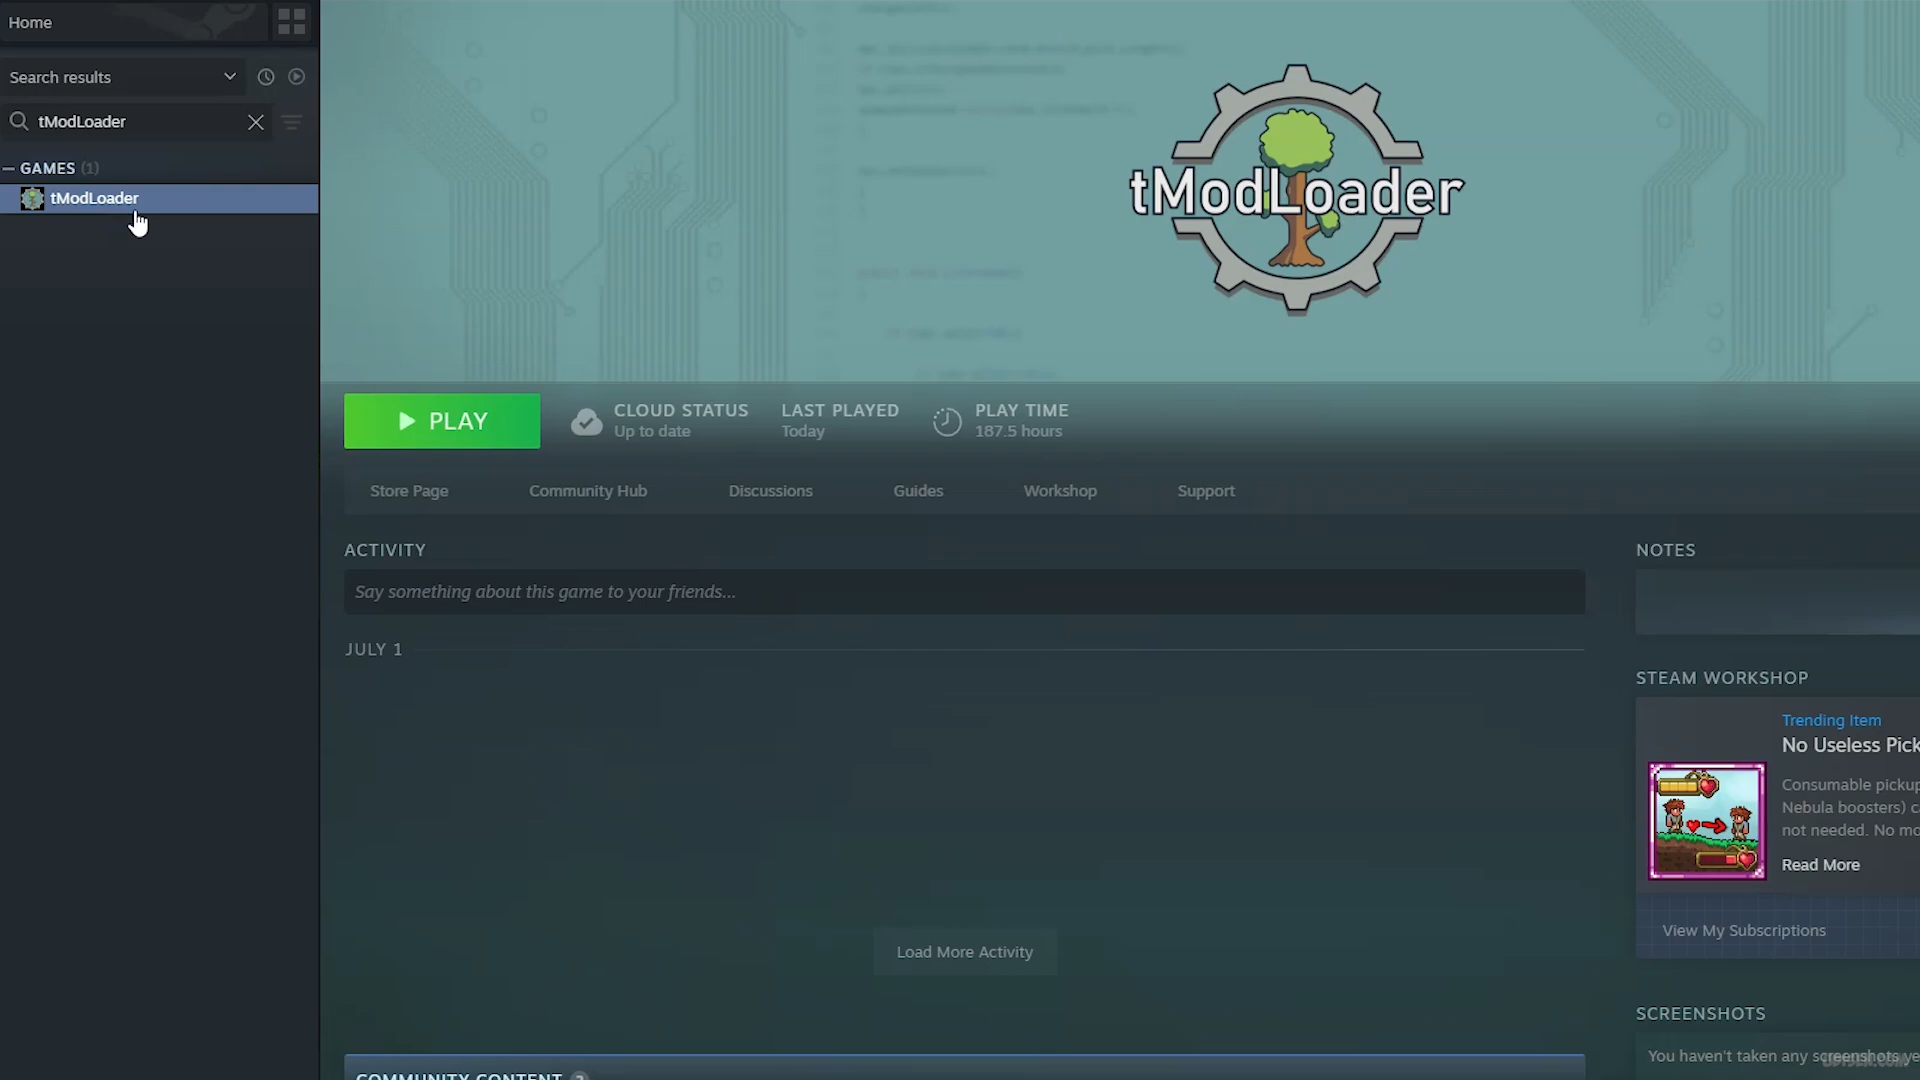 Home
Search results
tModLoader
GAMES (1)
tModLoader
tModLoader
PLAY
CLOUD STATUS
Up to date
LAST PLAYED
Today
PLAY TIME
187.5 hours
Store Page
Community Hub
Discussions
Guides
Workshop
Support
ACTIVITY
Say something about this game to your friends...
JULY 1
Load More Activity
COMMUNITY CONTENT
NOTES
STEAM WORKSHOP
Trending Item
No Useless Pick
Consumable pickup
Nebula boosters) c
not needed. No mo
Read More
View My Subscriptions
SCREENSHOTS
You haven't taken any screenshots ye